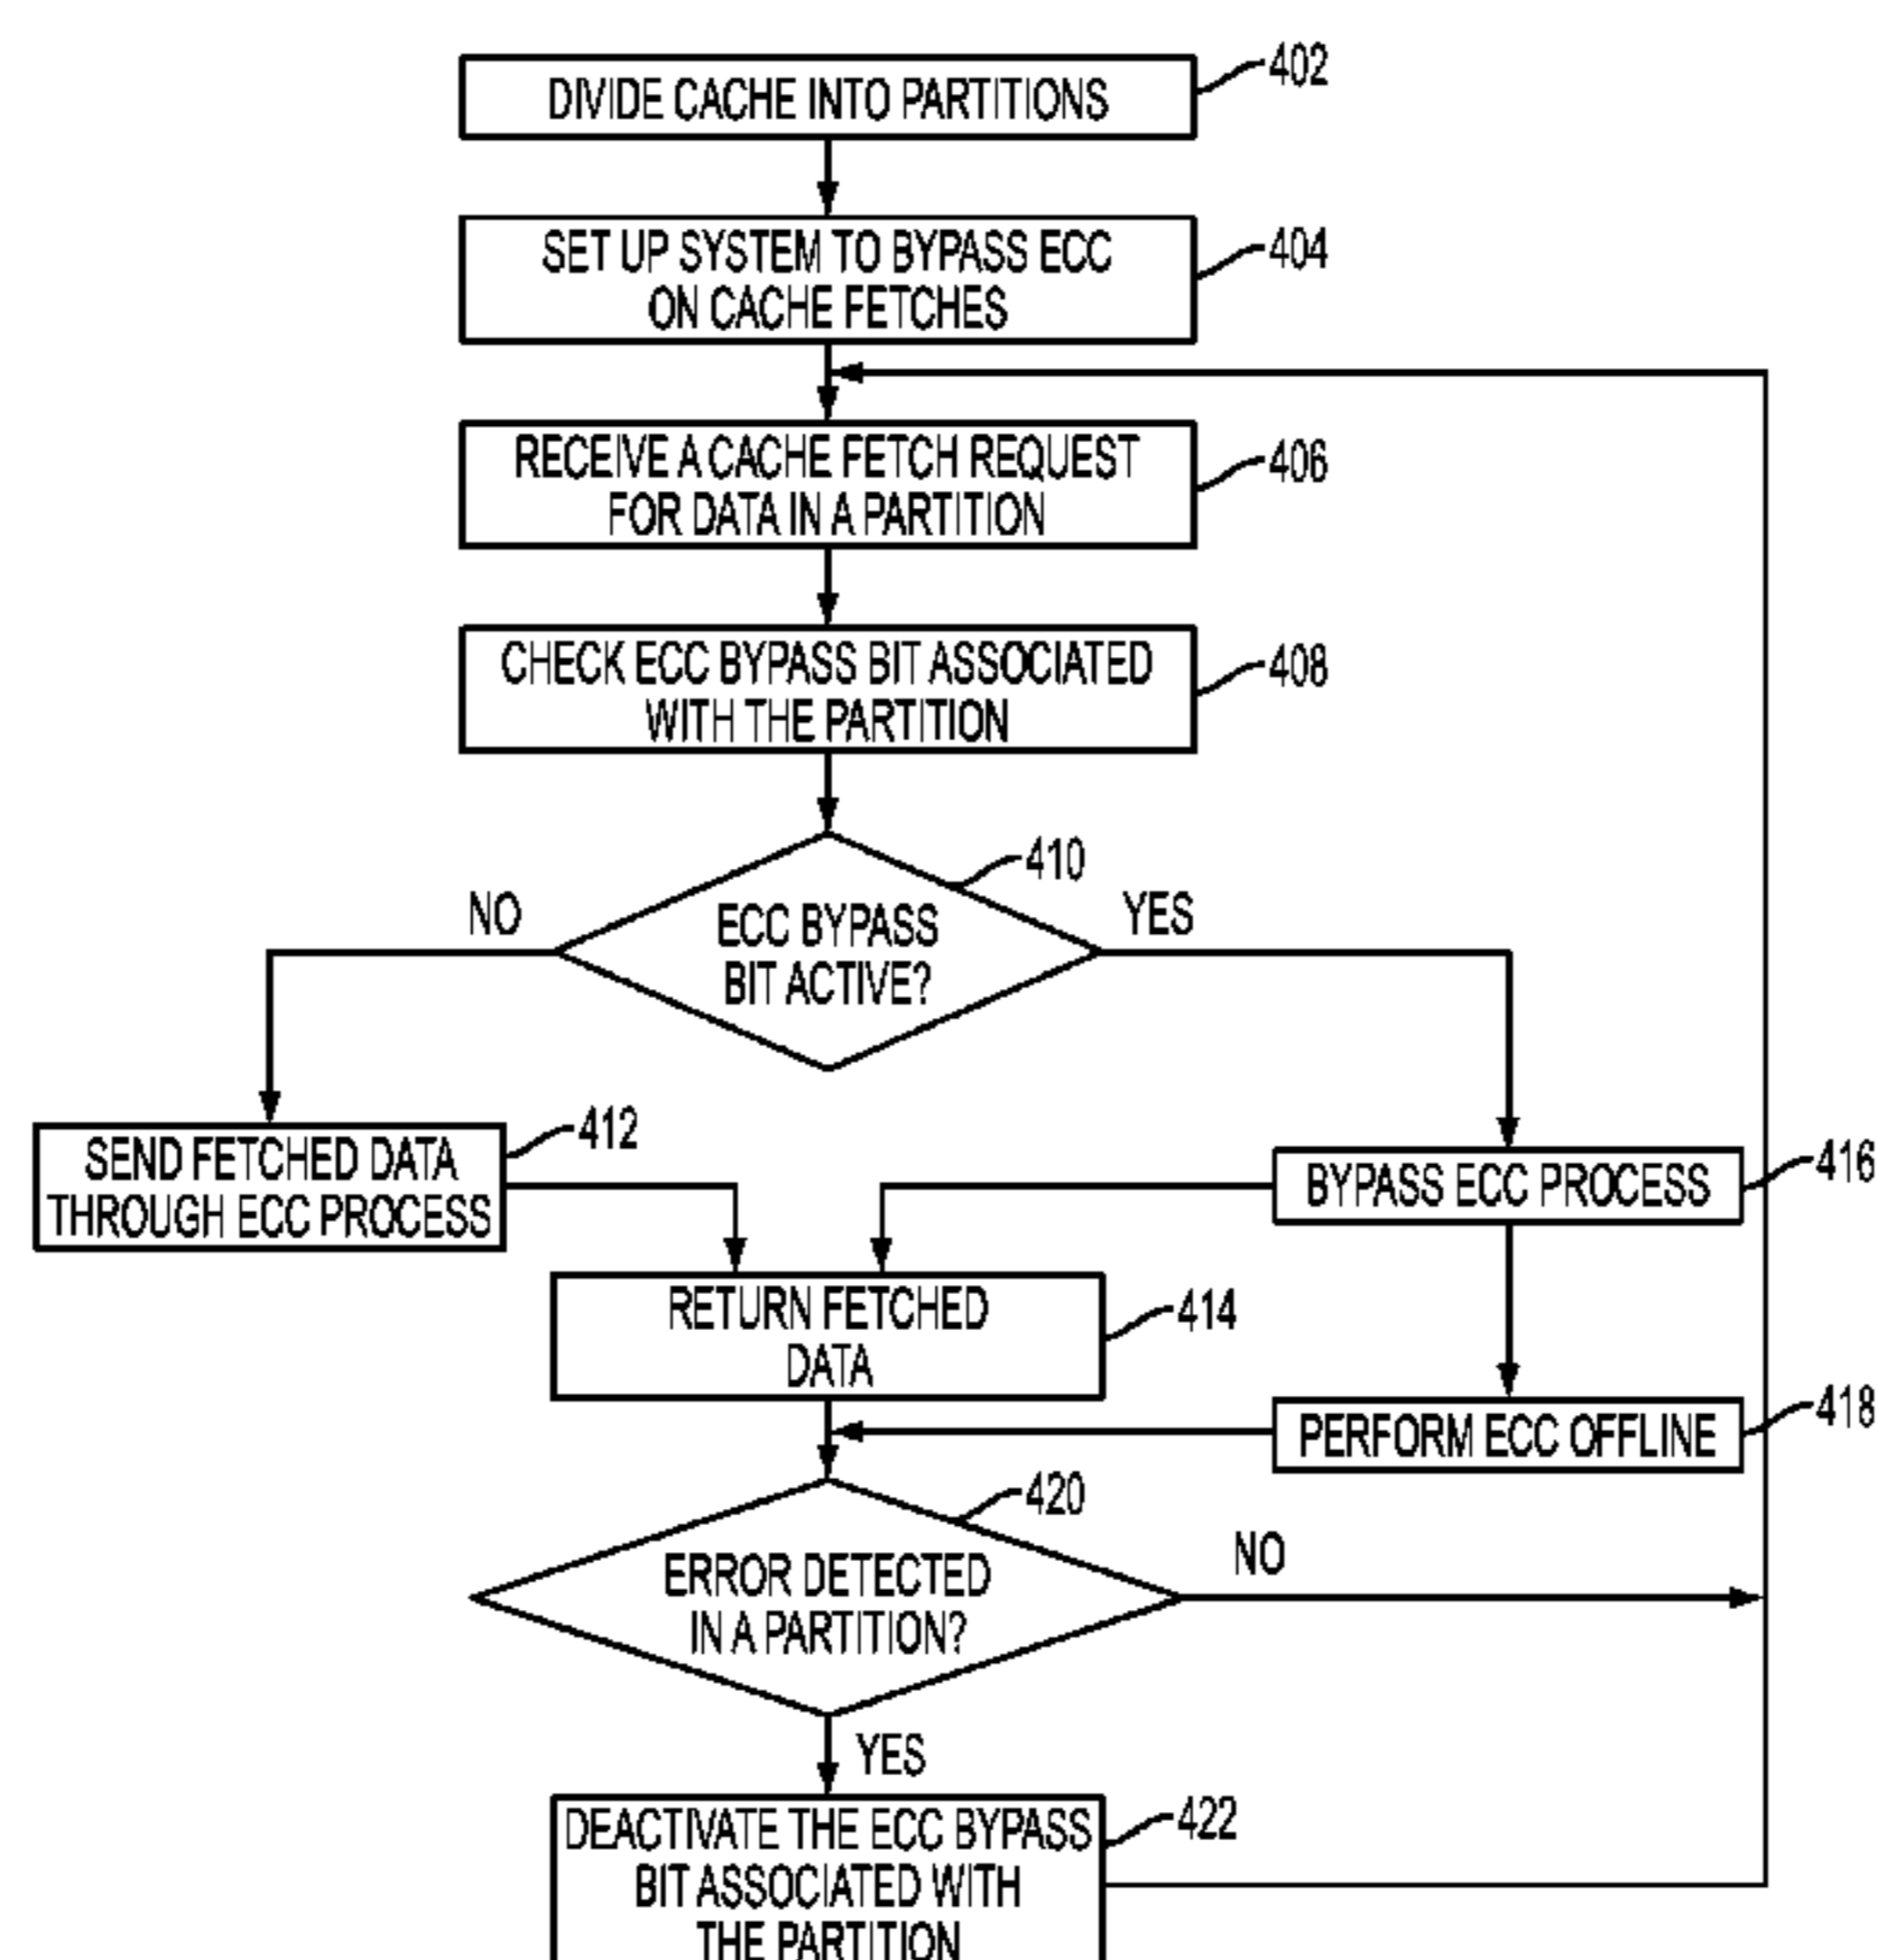 DIVIDE CACHE INTO PARTITIONS
402
SET UP SYSTEM TO BYPASS ECC
ON CACHE FETCHES
404
RECEIVE A CACHE FETCH REQUEST
FOR DATA IN A PARTITION
406
CHECK ECC BYPASS BIT ASSOCIATED
WITH THE PARTITION
408
410
NO
ECC BYPASS
BIT ACTIVE?
YES
SEND FETCHED DATA
THROUGH ECC PROCESS
412
BYPASS ECC PROCESS
416
RETURN FETCHED
DATA
414
PERFORM ECC OFFLINE
418
420
ERROR DETECTED
IN A PARTITION?
NO
YES
DEACTIVATE THE ECC BYPASS
BIT ASSOCIATED WITH
THE PARTITION
422